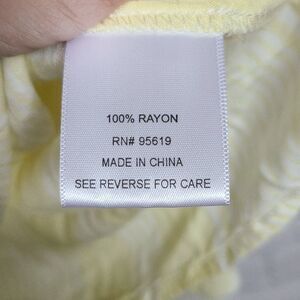 100% RAYON
RN# 95619
MADE IN CHINA
SEE REVERSE FOR CARE